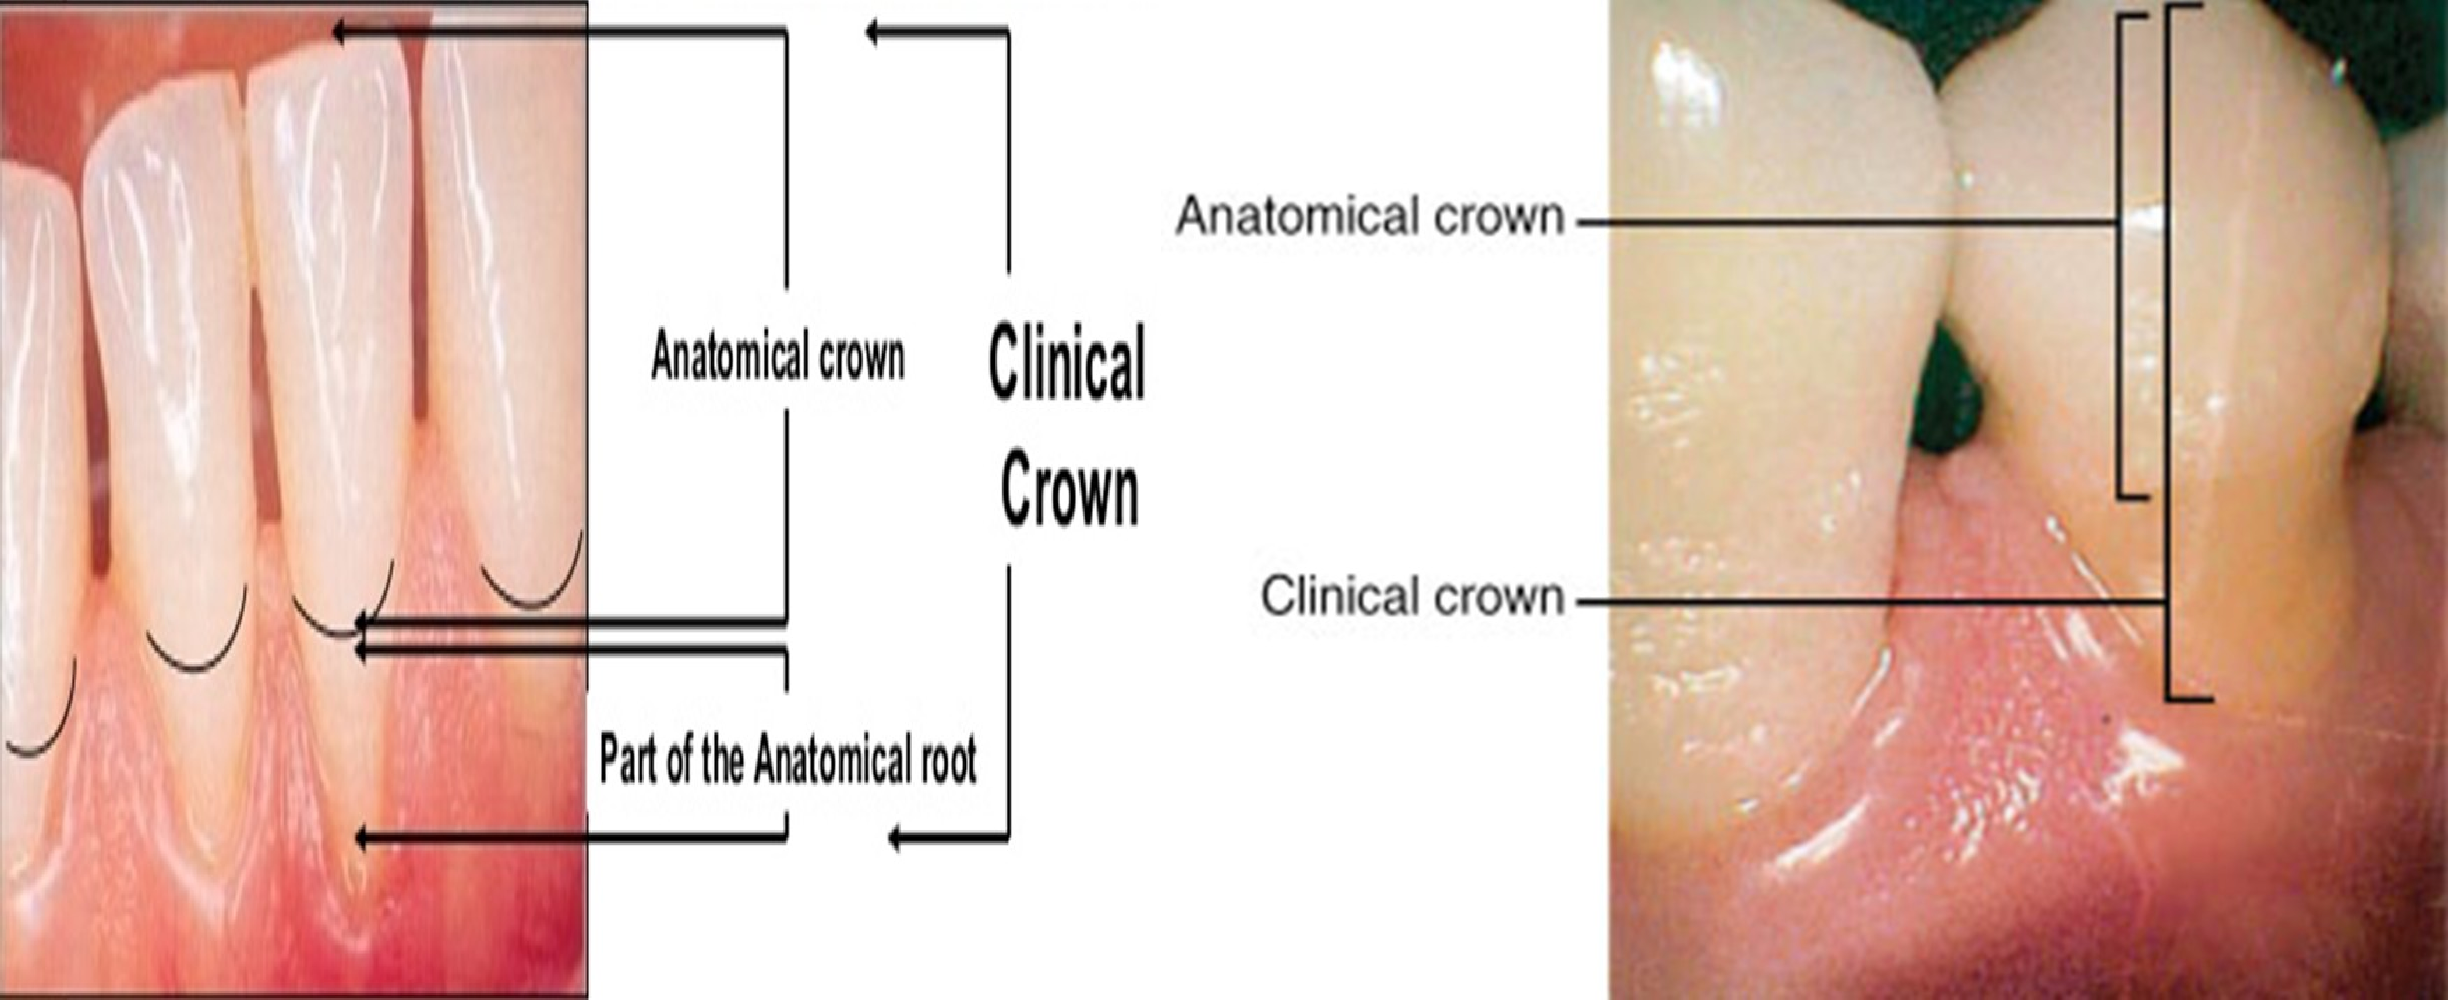 Anatomical crown
Clinical
Crown
Part of the Anatomical root
Anatomical crown
Clinical crown